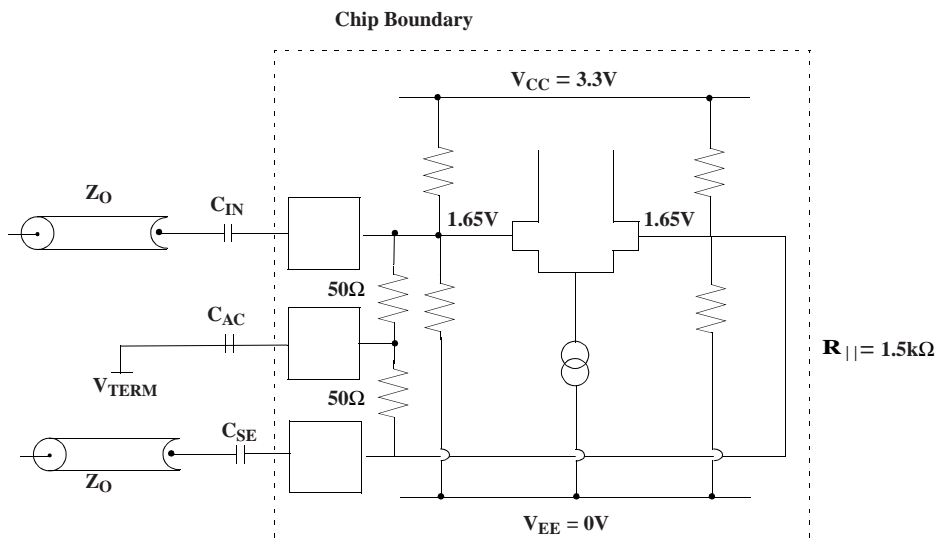 Chip Boundary
V_CC = 3.3V
Z_O
C_IN
1.65V
1.65V
50Ω
C_AC
R_|| = 1.5kΩ
V_TERM
50Ω
C_SE
Z_O
V_EE = 0V